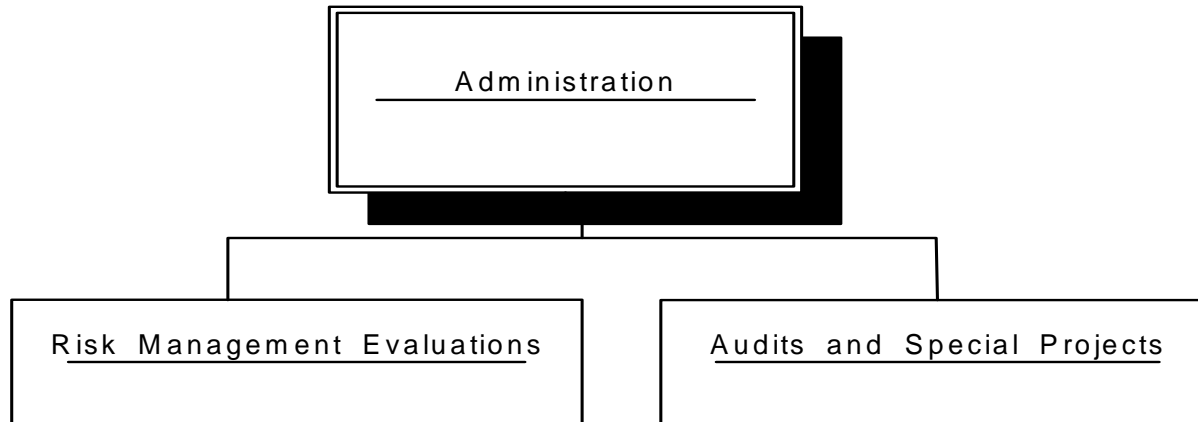 Administration
Risk Management Evaluations
Audits and Special Projects